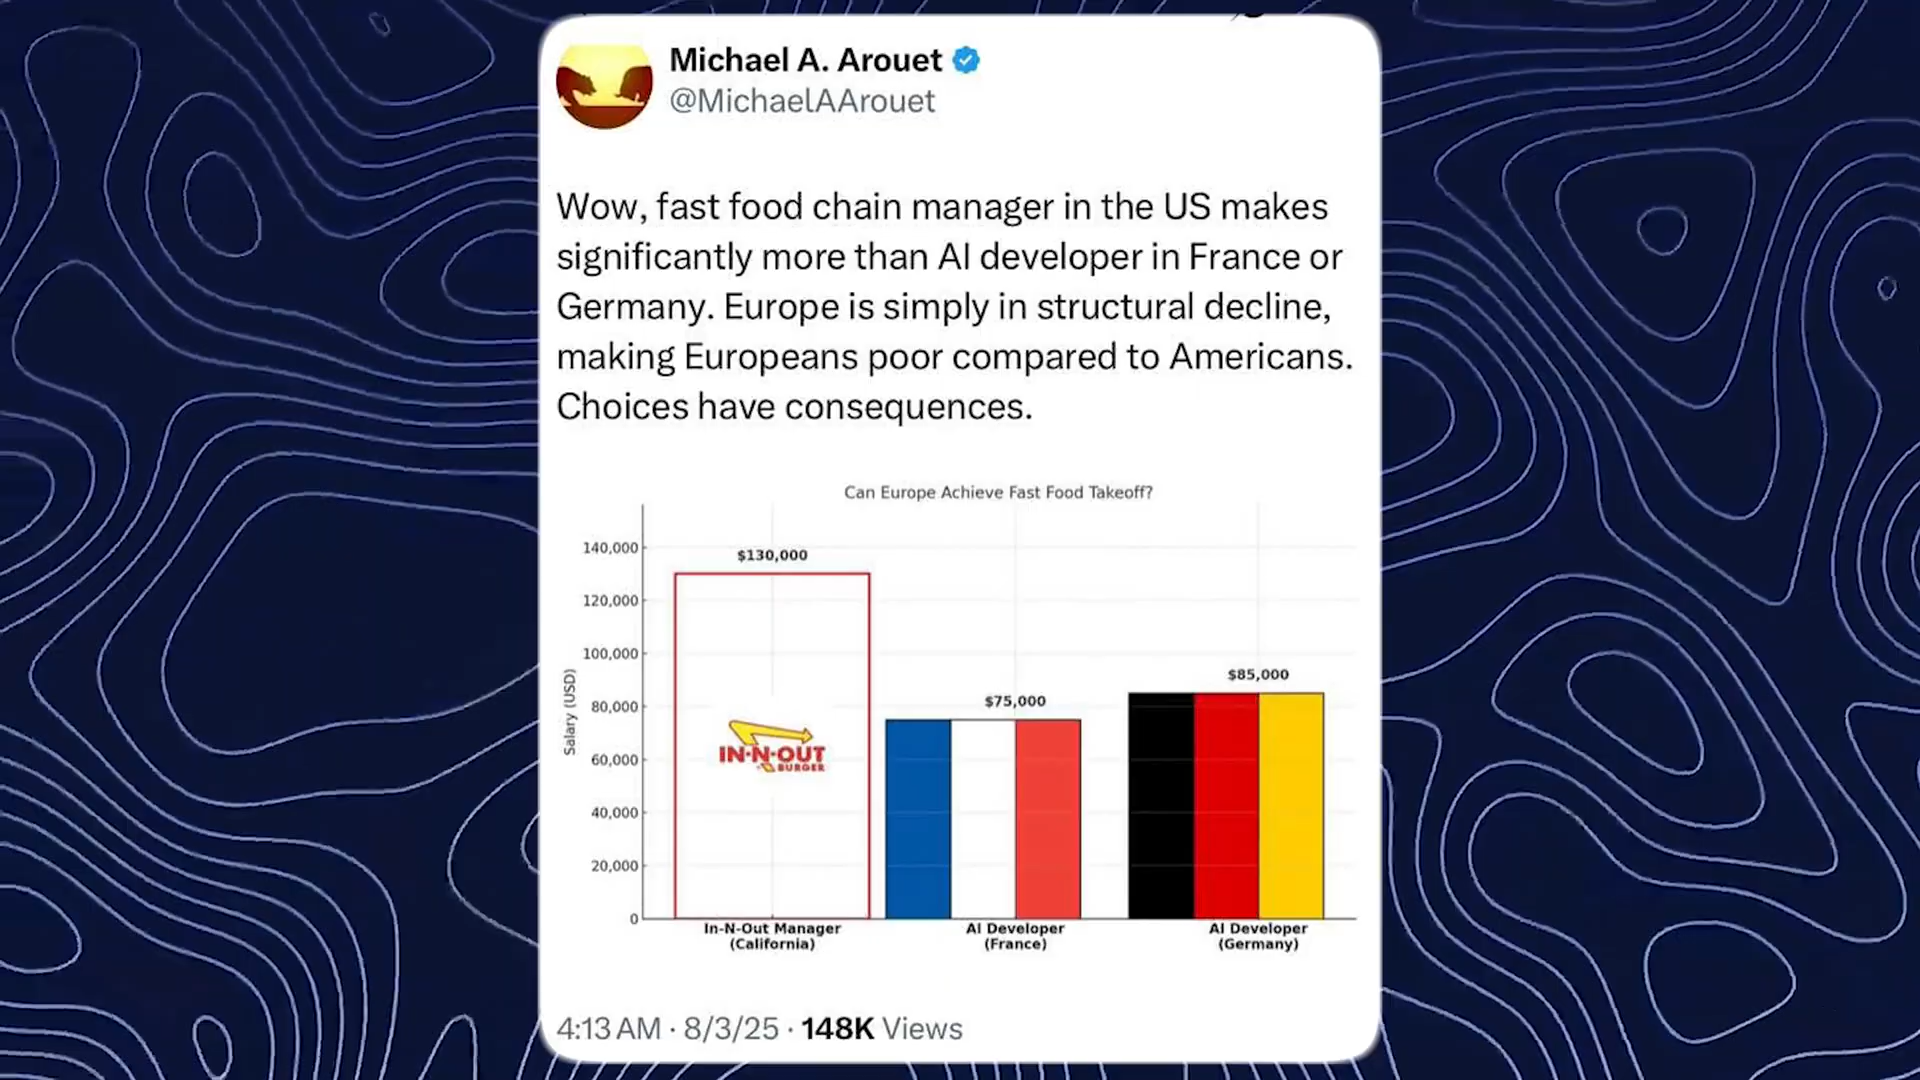 Michael A. Arouet
@MichaelAArouet
Wow, fast food chain manager in the US makes
significantly more than AI developer in France or
Germany. Europe is simply in structural decline,
making Europeans poor compared to Americans.
Choices have consequences.
Can Europe Achieve Fast Food Takeoff?
Salary (USD)
140,000
120,000
100,000
80,000
60,000
40,000
20,000
0
$130,000
$75,000
$85,000
IN-N-OUT
BURGER
In-N-Out Manager
(California)
AI Developer
(France)
AI Developer
(Germany)
4:13 AM · 8/3/25 · 148K Views